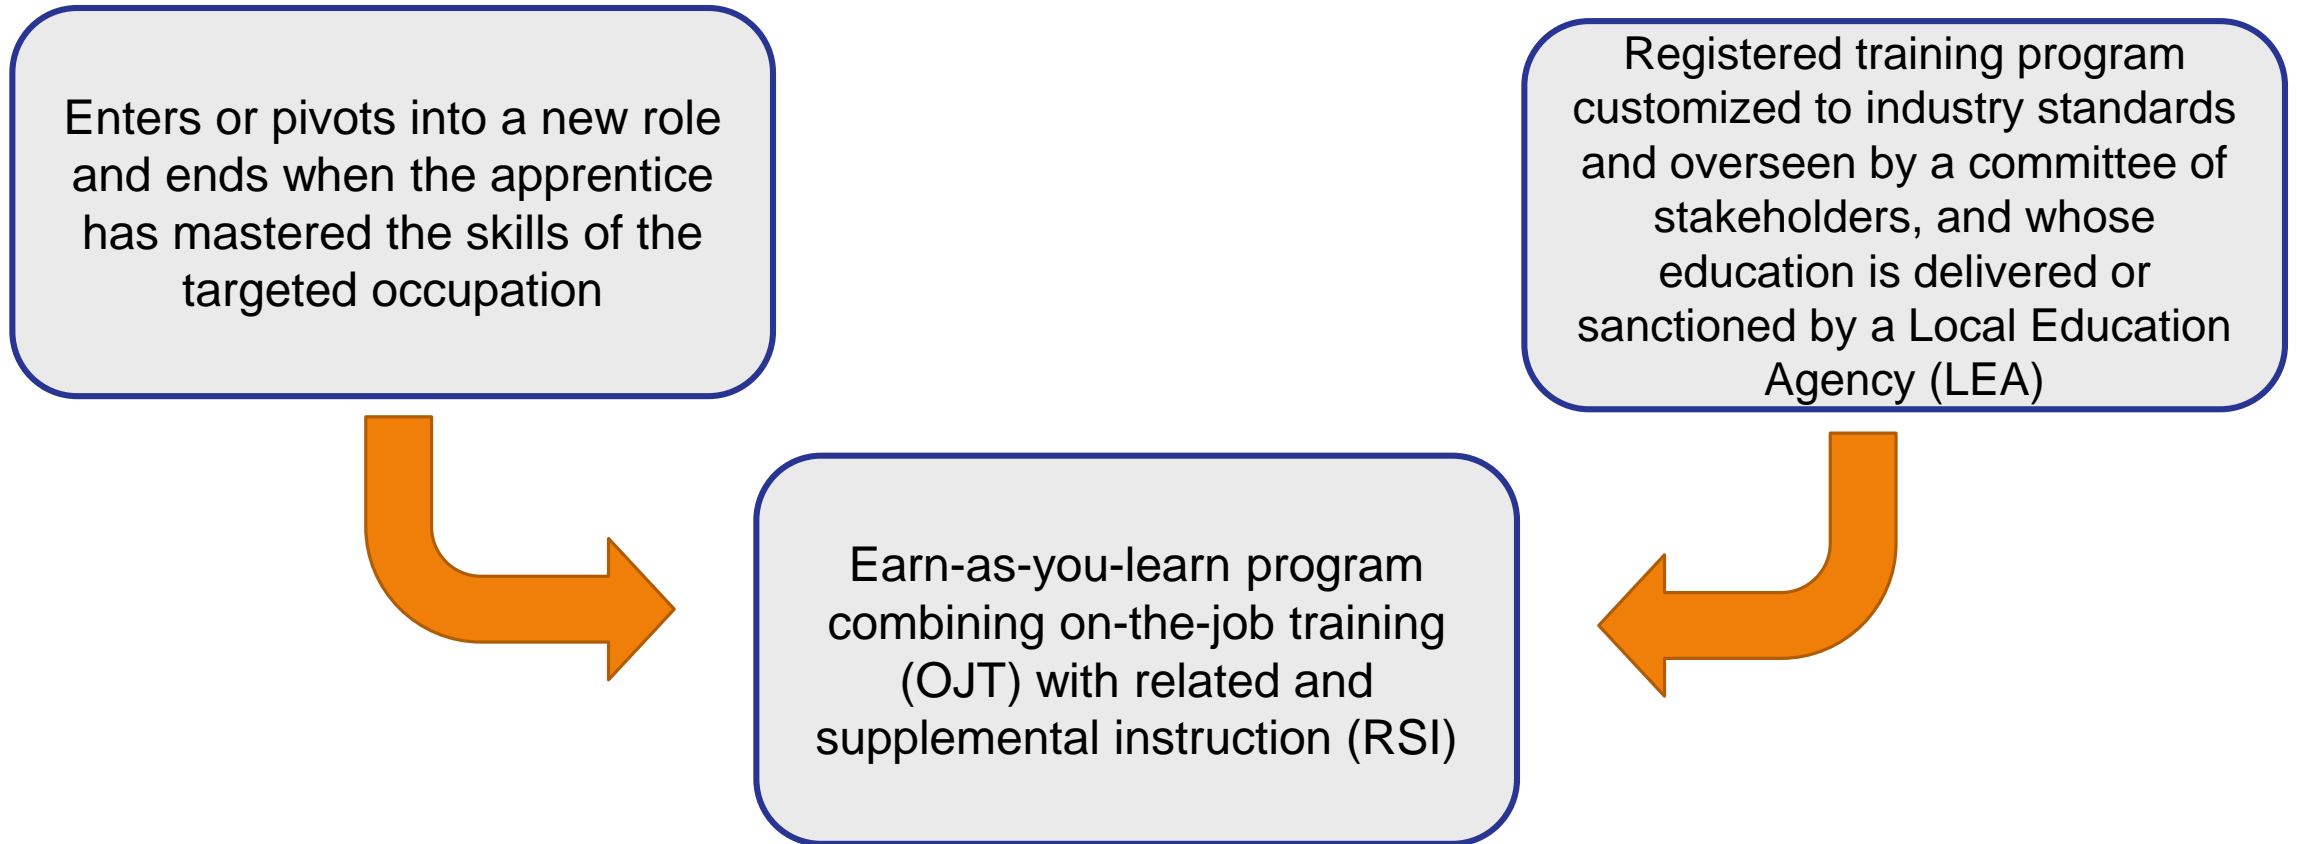 Enters or pivots into a new role
and ends when the apprentice
has mastered the skills of the
targeted occupation
Registered training program
customized to industry standards
and overseen by a committee of
stakeholders, and whose
education is delivered or
sanctioned by a Local Education
Agency (LEA)
Earn-as-you-learn program
combining on-the-job training
(OJT) with related and
supplemental instruction (RSI)